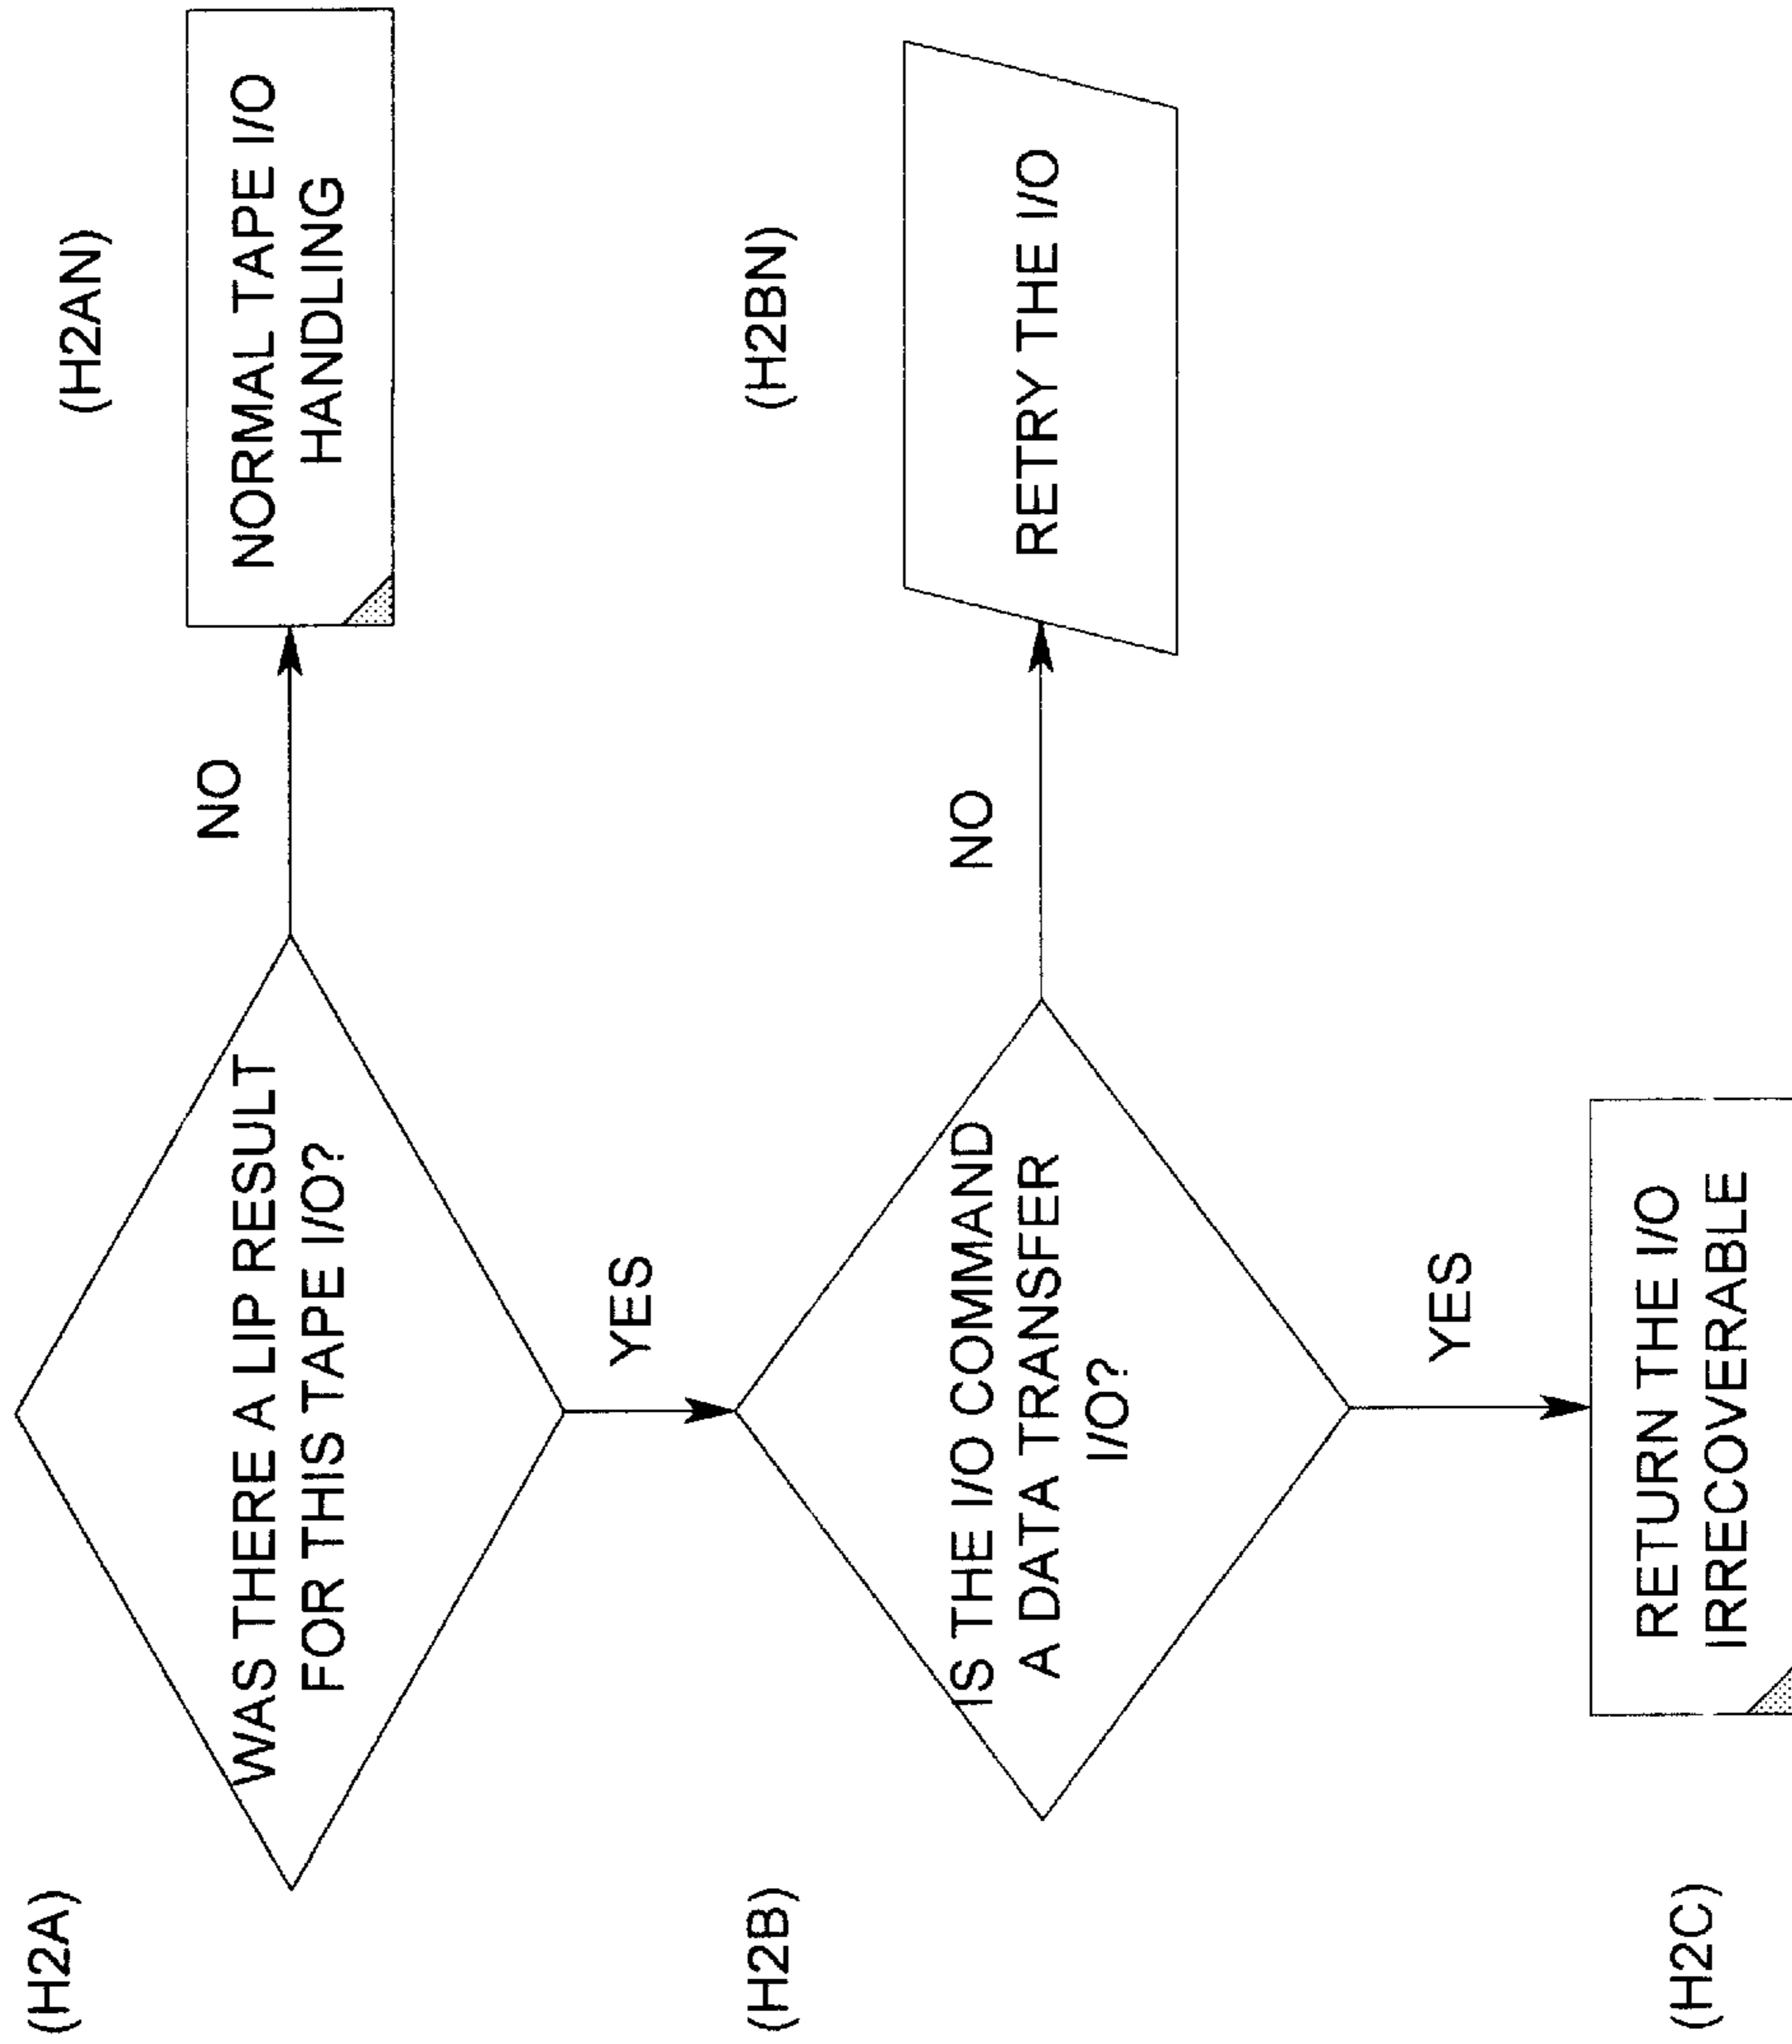 (H2A)
WAS THERE A LIP RESULT
FOR THIS TAPE I/O?
NO
(H2AN)
NORMAL TAPE I/O
HANDLING
YES
(H2B)
IS THE I/O COMMAND
A DATA TRANSFER
I/O?
NO
(H2BN)
RETRY THE I/O
YES
(H2C)
RETURN THE I/O
IRRECOVERABLE